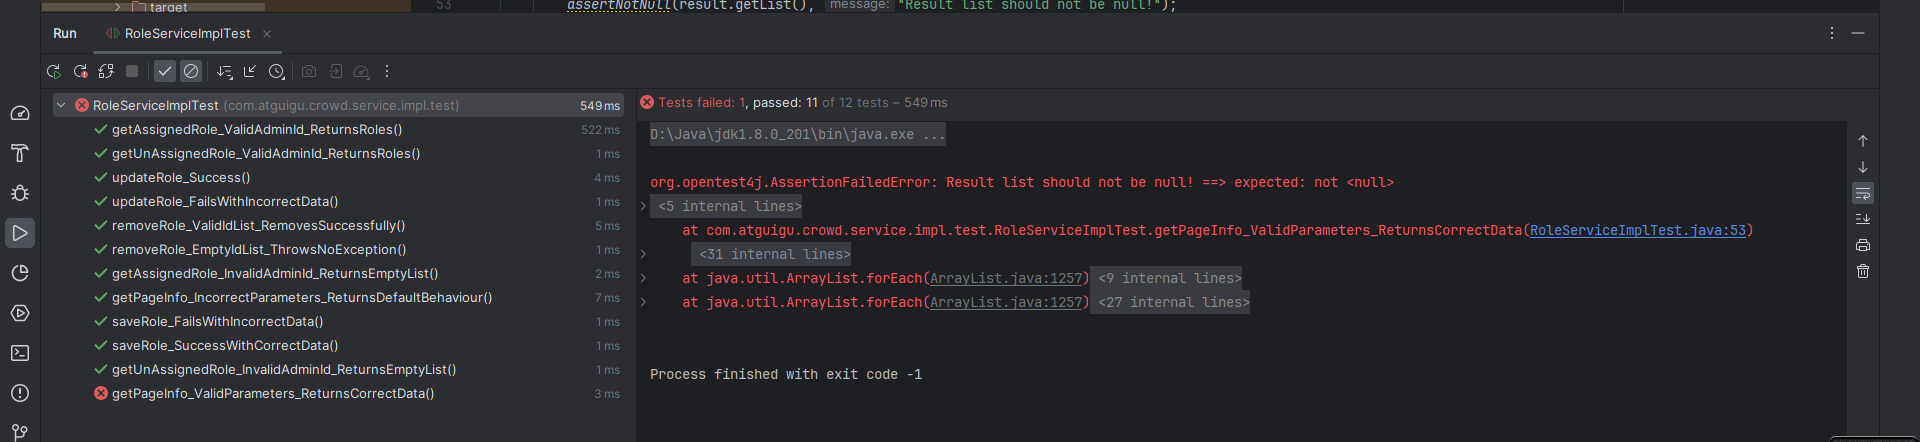 target
53 assertNotNull(result.getList(), message: "Result list should not be null!");
Run RoleServiceImplTest ×
RoleServiceImplTest (com.atguigu.crowd.service.impl.test) 549 ms
getAssignedRole_ValidAdminId_ReturnsRoles() 522 ms
getUnAssignedRole_ValidAdminId_ReturnsRoles() 1 ms
updateRole_Success() 4 ms
updateRole_FailsWithIncorrectData() 1 ms
removeRole_ValidIdList_RemovesSuccessfully() 5 ms
removeRole_EmptyIdList_ThrowsNoException() 1 ms
getAssignedRole_InvalidAdminId_ReturnsEmptyList() 2 ms
getPageInfo_IncorrectParameters_ReturnsDefaultBehaviour() 7 ms
saveRole_FailsWithIncorrectData() 1 ms
saveRole_SuccessWithCorrectData() 1 ms
getUnAssignedRole_InvalidAdminId_ReturnsEmptyList() 1 ms
getPageInfo_ValidParameters_ReturnsCorrectData() 3 ms
Tests failed: 1, passed: 11 of 12 tests – 549 ms
D:\Java\jdk1.8.0_201\bin\java.exe ...
org.opentest4j.AssertionFailedError: Result list should not be null! ==> expected: not <null>
<5 internal lines>
at com.atguigu.crowd.service.impl.test.RoleServiceImplTest.getPageInfo_ValidParameters_ReturnsCorrectData(RoleServiceImplTest.java:53)
<31 internal lines>
at java.util.ArrayList.forEach(ArrayList.java:1257) <9 internal lines>
at java.util.ArrayList.forEach(ArrayList.java:1257) <27 internal lines>
Process finished with exit code -1